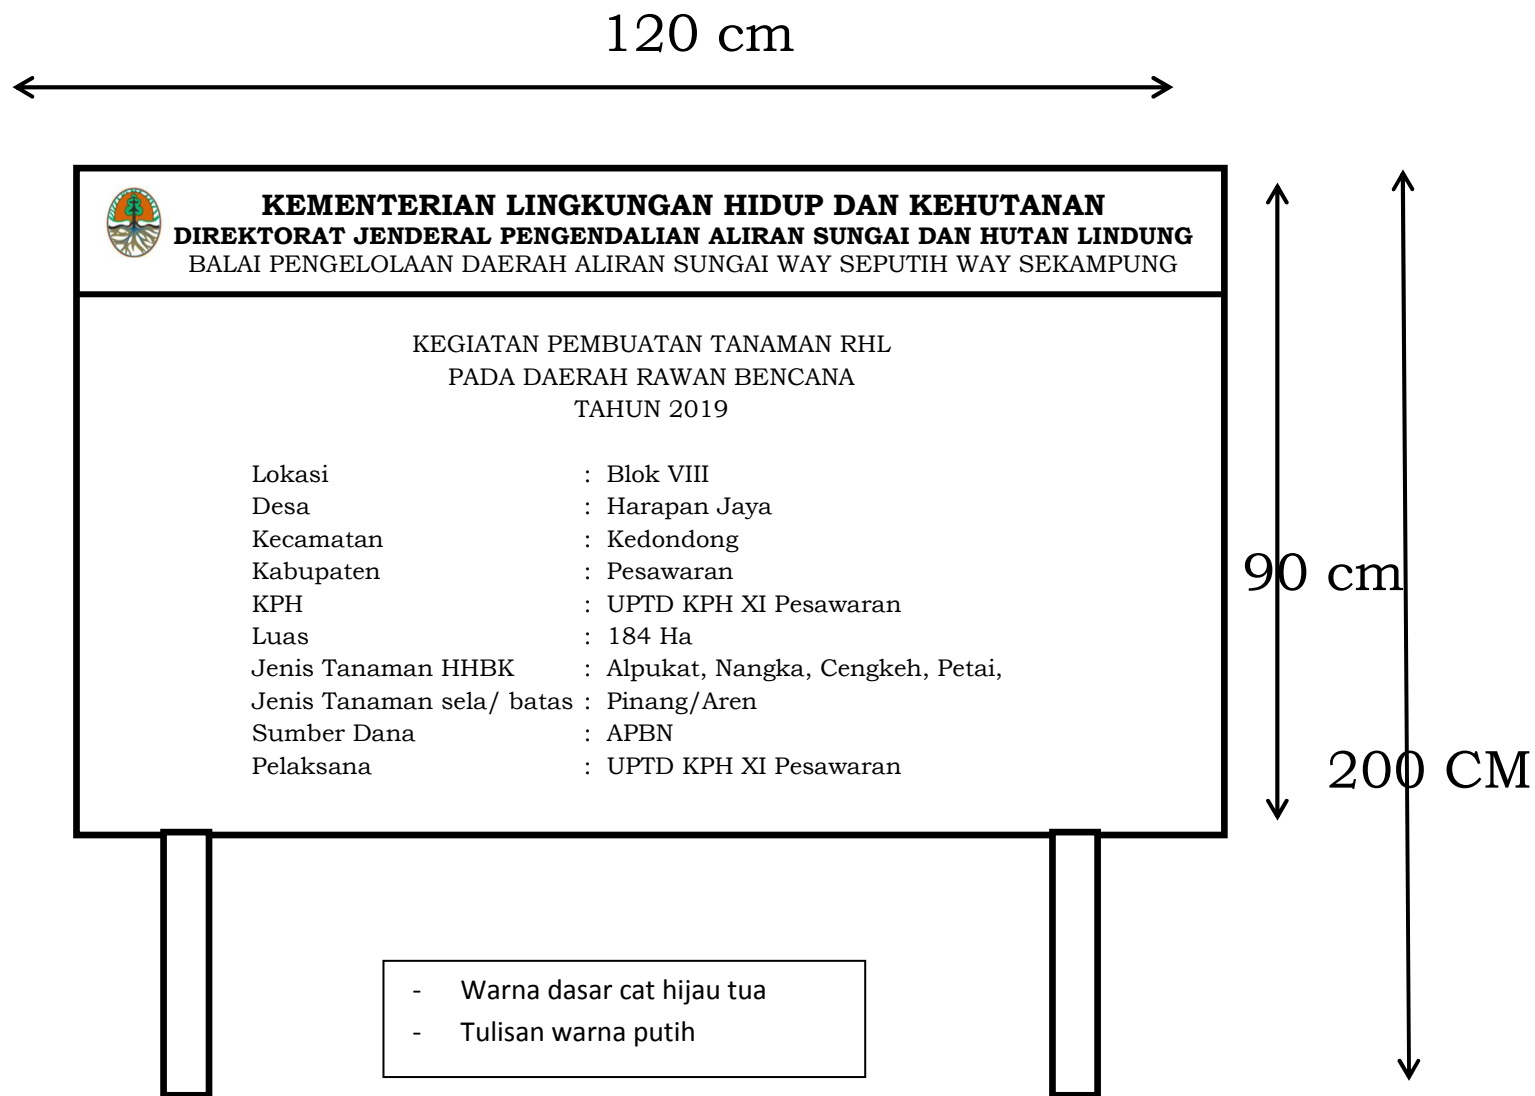 120 cm
KEMENTERIAN LINGKUNGAN HIDUP DAN KEHUTANAN
DIREKTORAT JENDERAL PENGENDALIAN ALIRAN SUNGAI DAN HUTAN LINDUNG
BALAI PENGELOLAAN DAERAH ALIRAN SUNGAI WAY SEPUTIH WAY SEKAMPUNG
KEGIATAN PEMBUATAN TANAMAN RHL
PADA DAERAH RAWAN BENCANA
TAHUN 2019
Lokasi : Blok VIII
Desa : Harapan Jaya
Kecamatan : Kedondong
Kabupaten : Pesawaran
KPH : UPTD KPH XI Pesawaran
Luas : 184 Ha
Jenis Tanaman HHBK : Alpukat, Nangka, Cengkeh, Petai,
Jenis Tanaman sela/ batas : Pinang/Aren
Sumber Dana : APBN
Pelaksana : UPTD KPH XI Pesawaran
90 cm
200 CM
- Warna dasar cat hijau tua
- Tulisan warna putih